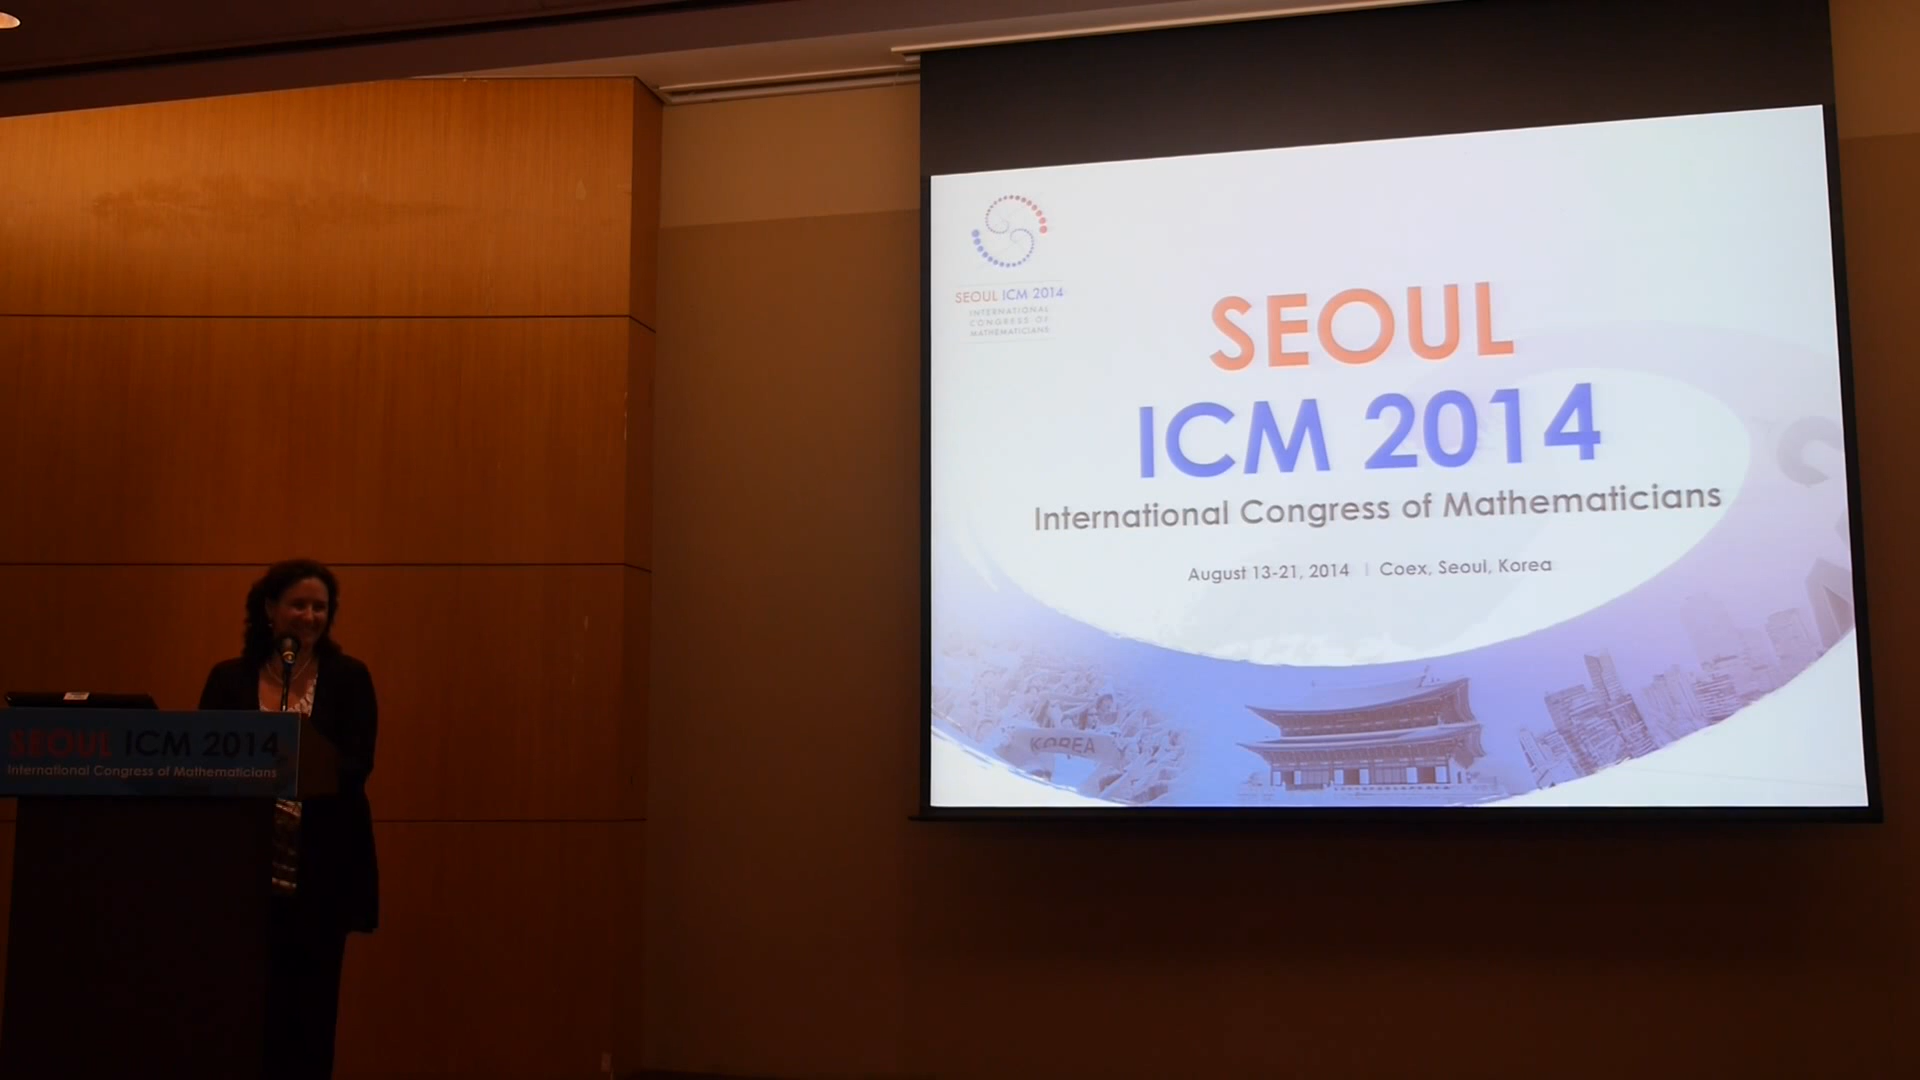 SEOUL ICM 2014
INTERNATIONAL
CONGRESS OF
MATHEMATICIANS
SEOUL
ICM 2014
International Congress of Mathematicians
August 13-21, 2014 | Coex, Seoul, Korea
KOREA
SEOUL ICM 2014
International Congress of Mathematicians